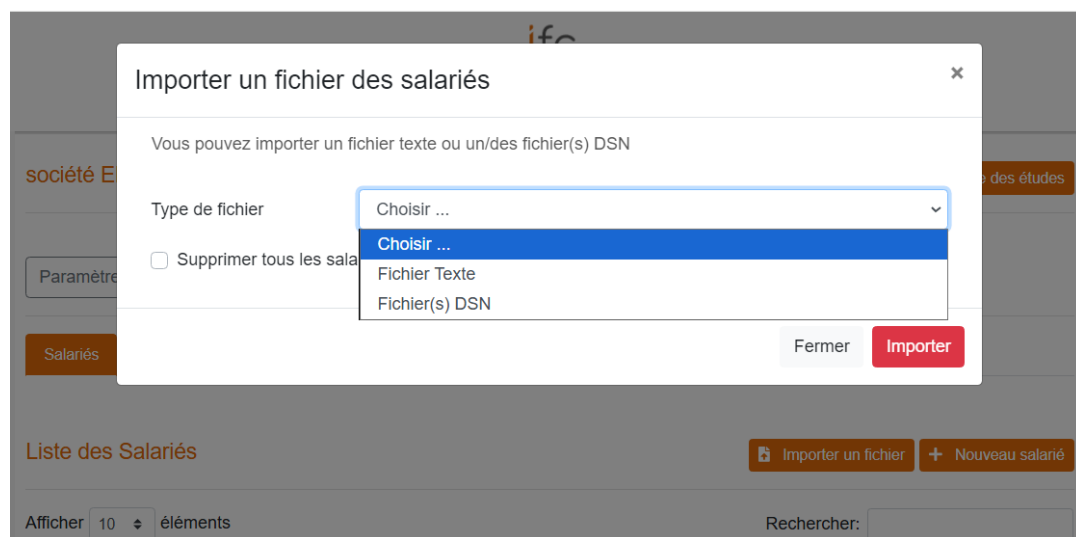 ifc
Importer un fichier des salariés ×
Vous pouvez importer un fichier texte ou un/des fichier(s) DSN
société E
des études
Type de fichier Choisir ...
Choisir ...
Supprimer tous les sala
Fichier Texte
Paramètre
Fichier(s) DSN
Fermer Importer
Salariés
Liste des Salariés Importer un fichier + Nouveau salarié
Afficher 10 éléments Rechercher: